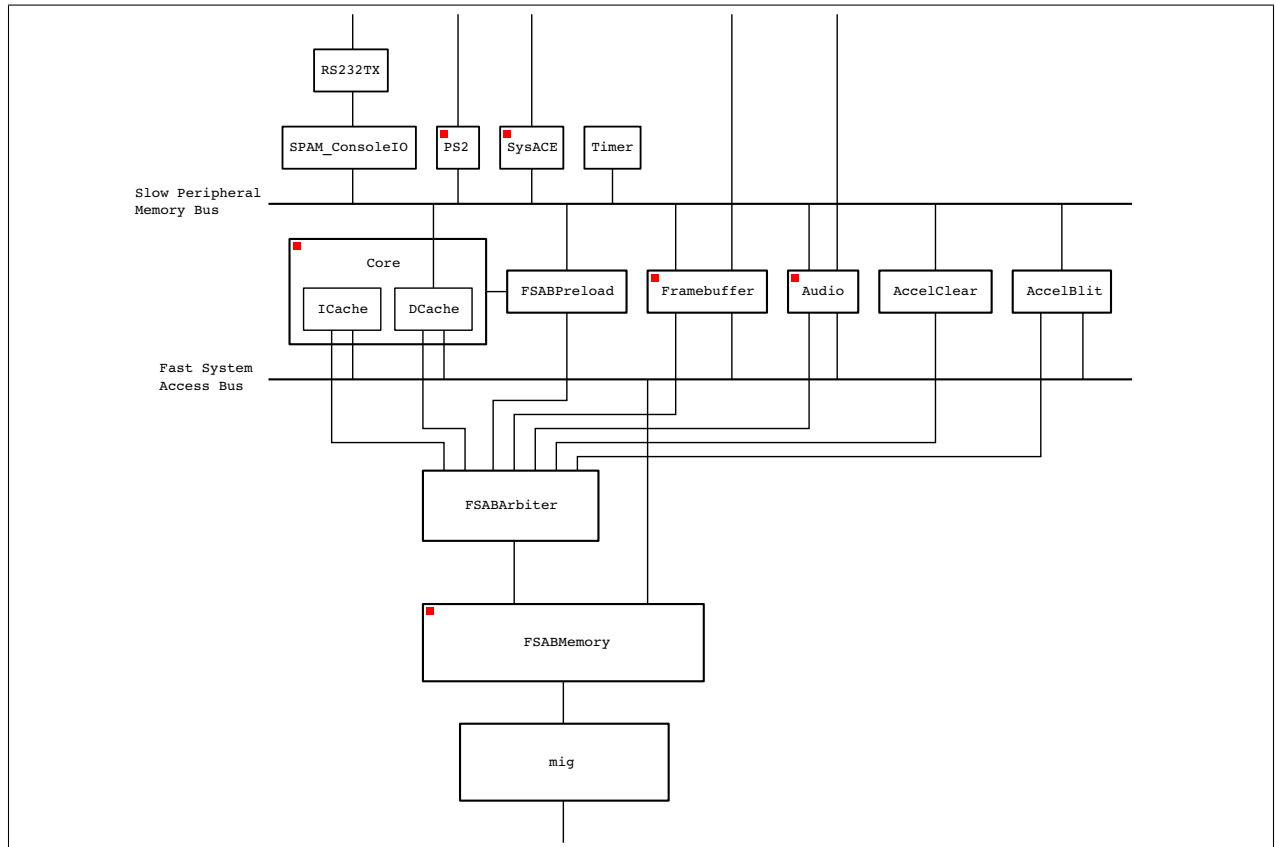 RS232TX
SPAM_ConsoleIO
PS2
SysACE
Timer
Slow Peripheral
Memory Bus
Core
ICache
DCache
FSABPreload
Framebuffer
Audio
AccelClear
AccelBlit
Fast System
Access Bus
FSABArbiter
FSABMemory
mig